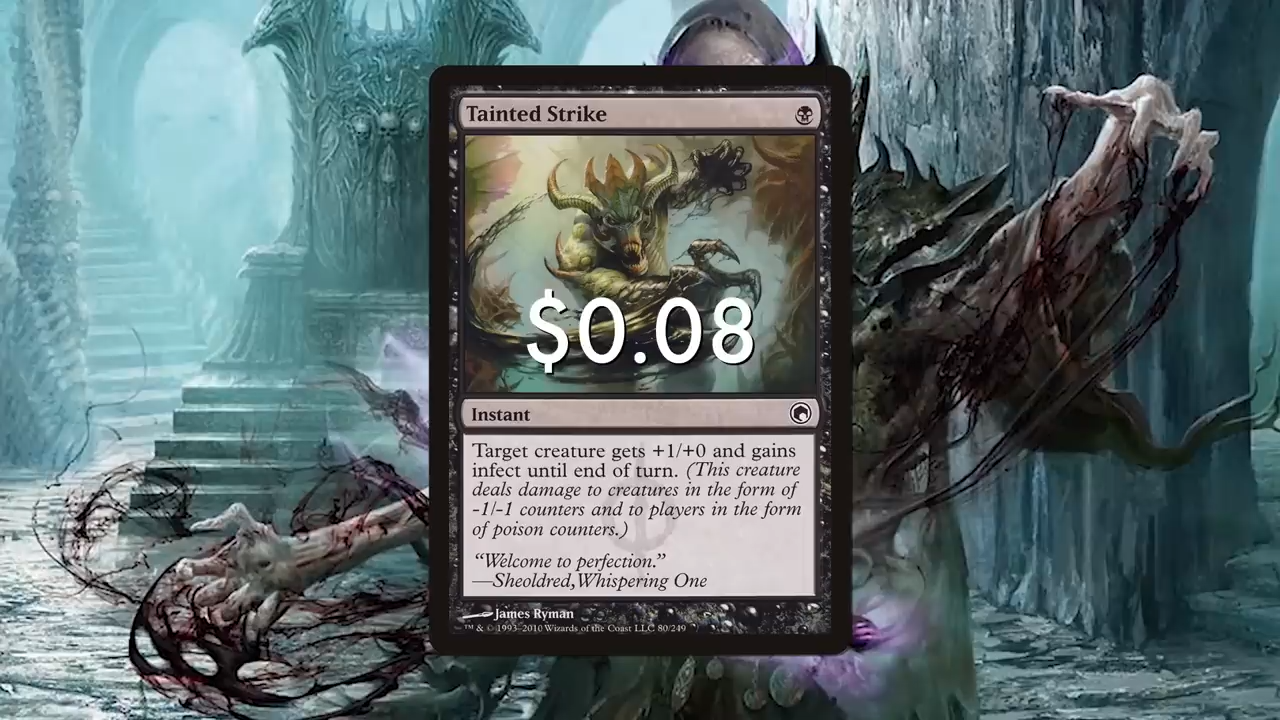 Tainted Strike
$0.08
Instant
Target creature gets +1/+0 and gains
infect until end of turn. (This creature
deals damage to creatures in the form of
-1/-1 counters and to players in the form
of poison counters.)
“Welcome to perfection.”
—Sheoldred,Whispering One
James Ryman
™ & © 1993–2010 Wizards of the Coast LLC 80/249